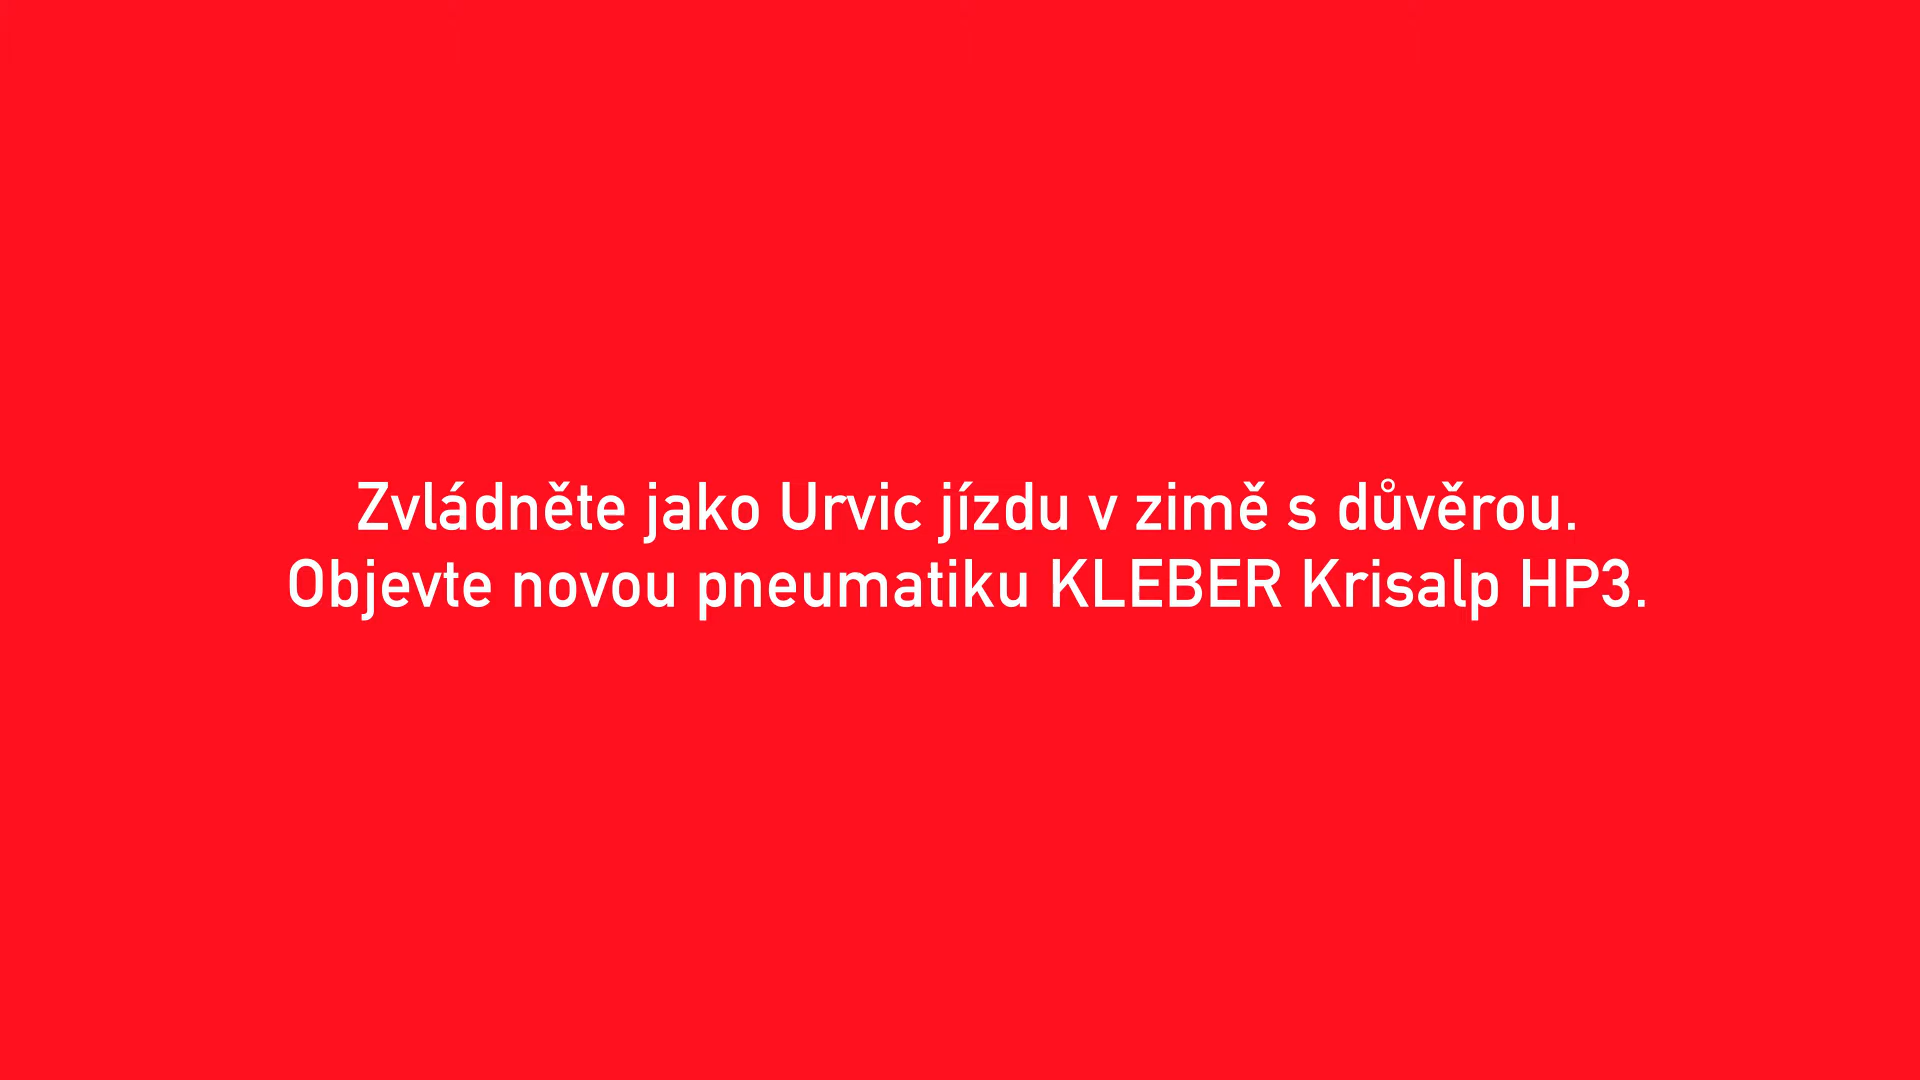 Zvládněte jako Urvic jízdu v zimě s důvěrou.
Objevte novou pneumatiku KLEBER Krisalp HP3.